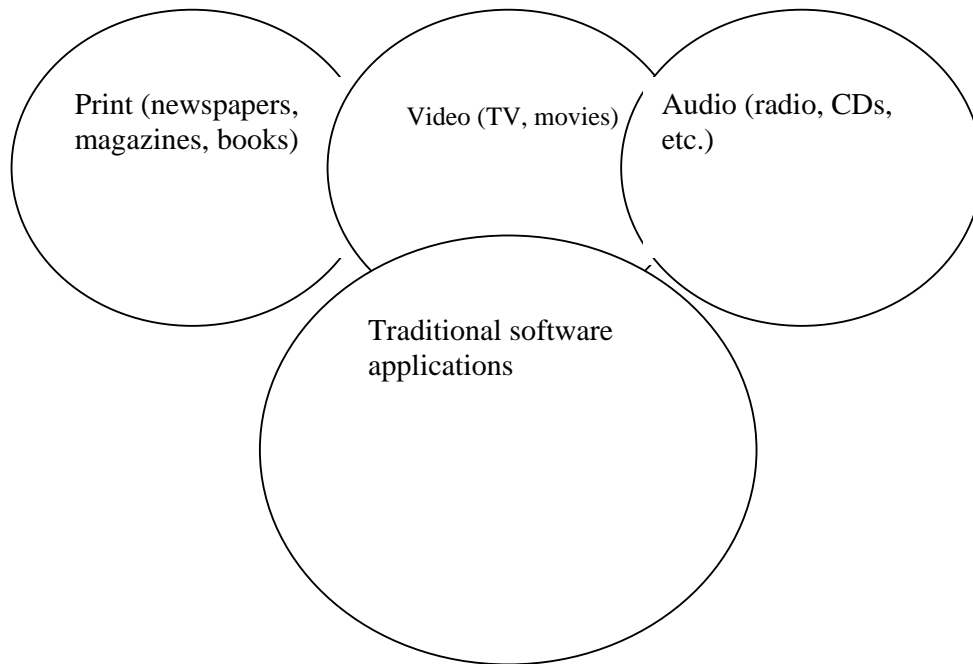 Print (newspapers,
magazines, books)
Video (TV, movies)
Audio (radio, CDs,
etc.)
Traditional software
applications